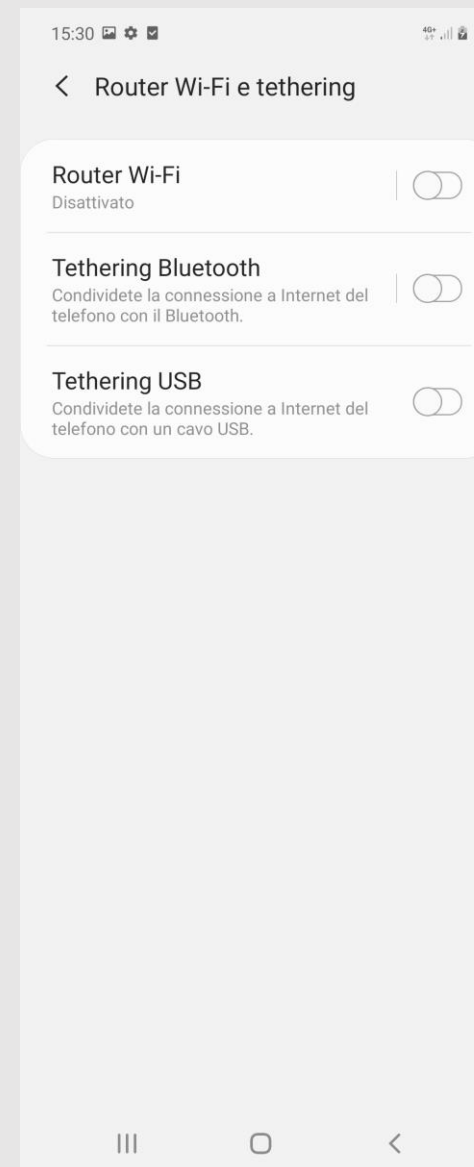 15:30
4G+
Router Wi-Fi e tethering
Router Wi-Fi
Disattivato
Tethering Bluetooth
Condividete la connessione a Internet del
telefono con il Bluetooth.
Tethering USB
Condividete la connessione a Internet del
telefono con un cavo USB.